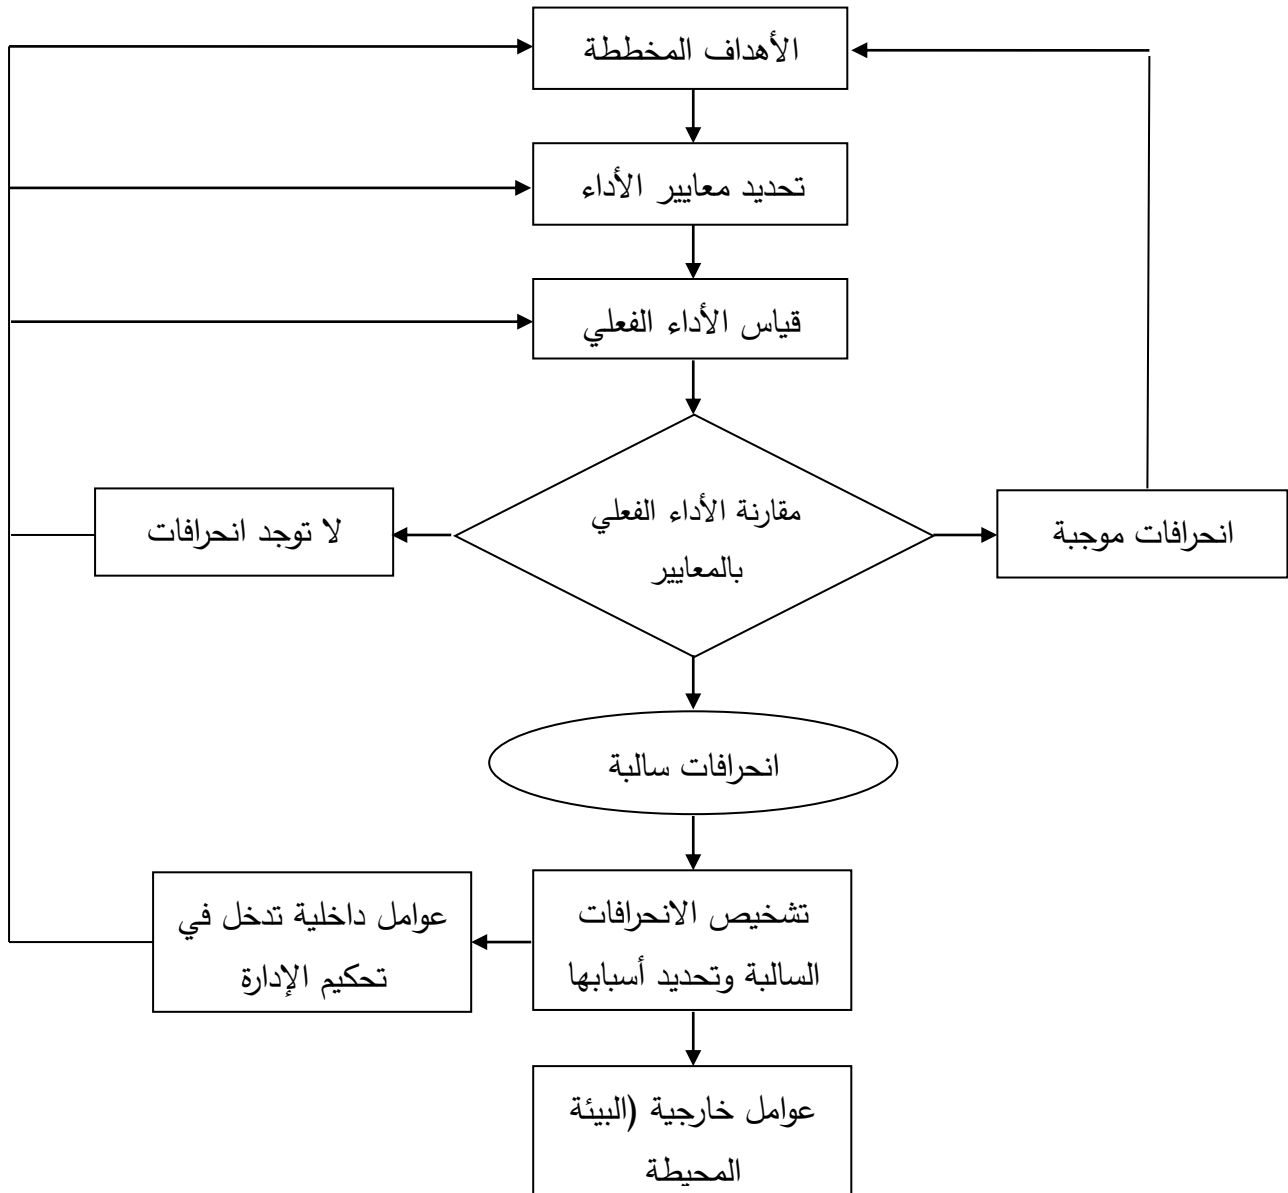 الأهداف المخططة
تحديد معايير الأداء
قياس الأداء الفعلي
مقارنة الأداء الفعلي
بالمعايير
انحرافات موجبة
لا توجد انحرافات
انحرافات سالبة
تشخيص الانحرافات
السالبة وتحديد أسبابها
عوامل داخلية تدخل في
تحكيم الإدارة
عوامل خارجية (البيئة
المحيطة